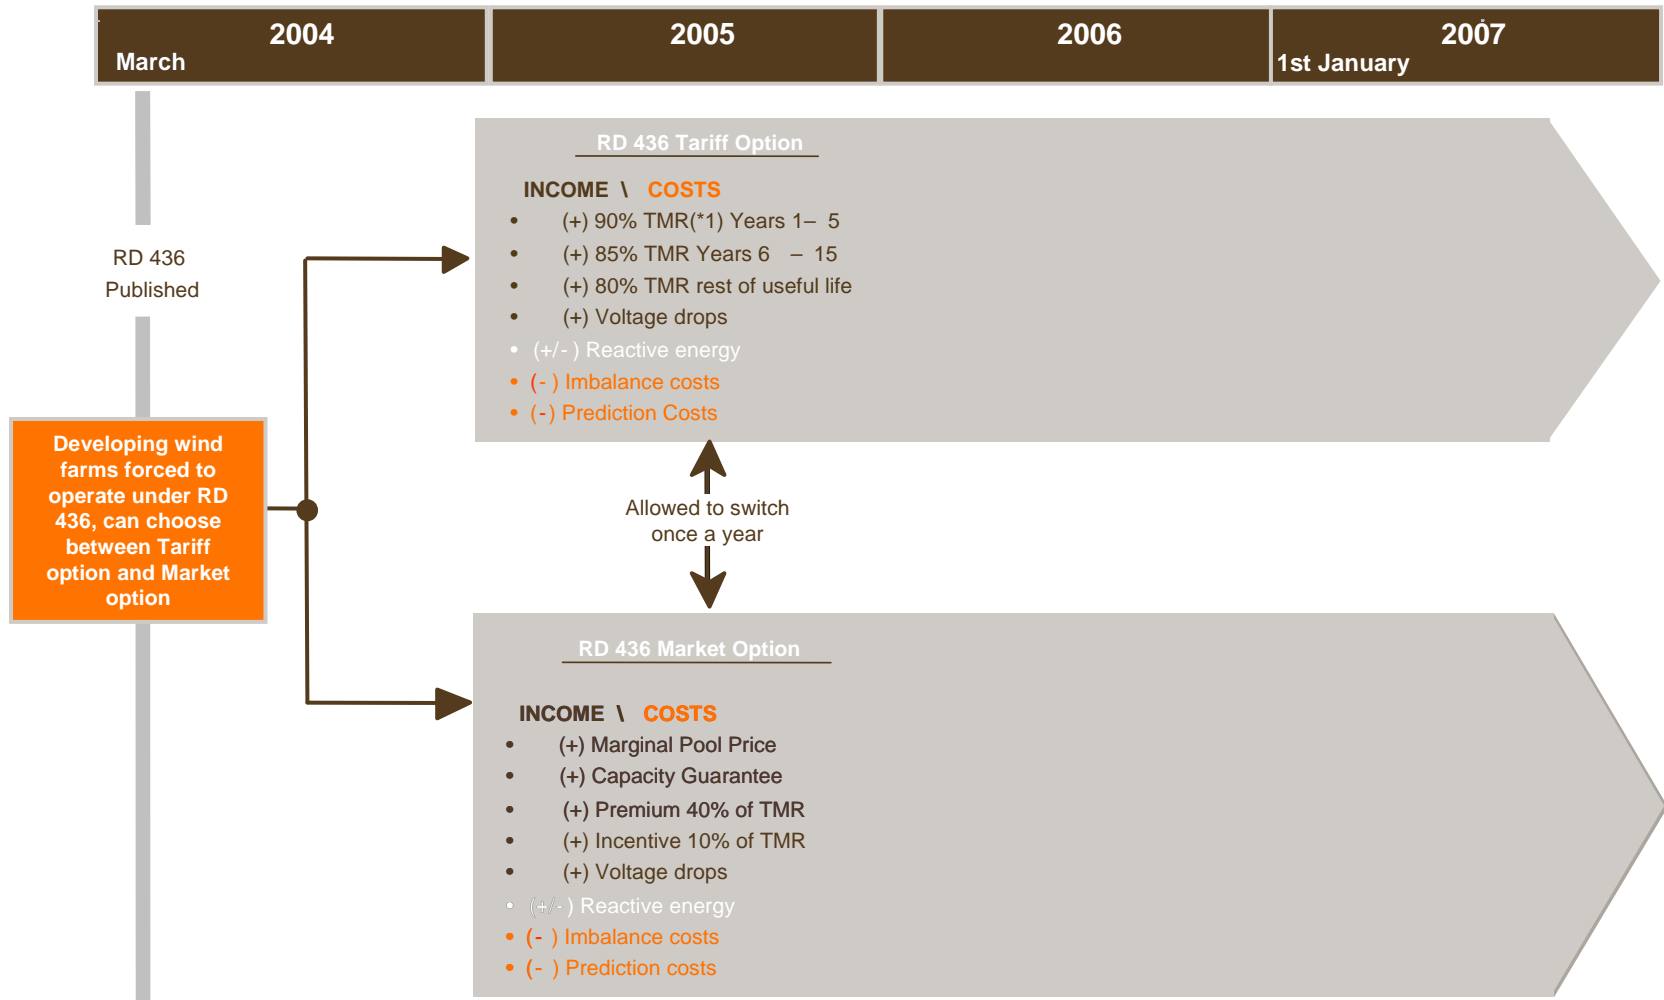 2004
March
2005
2006
2007
1st January
RD 436
Published
Developing wind
farms forced to
operate under RD
436, can choose
between Tariff
option and Market
option
RD 436 Tariff Option
INCOME \ COSTS
• (+) 90% TMR(*1) Years 1– 5
• (+) 85% TMR Years 6 – 15
• (+) 80% TMR rest of useful life
• (+) Voltage drops
• (+/-) Reactive energy
• (-) Imbalance costs
• (-) Prediction Costs
Allowed to switch
once a year
RD 436 Market Option
INCOME \ COSTS
• (+) Marginal Pool Price
• (+) Capacity Guarantee
• (+) Premium 40% of TMR
• (+) Incentive 10% of TMR
• (+) Voltage drops
• (+/-) Reactive energy
• (- ) Imbalance costs
• (- ) Prediction costs